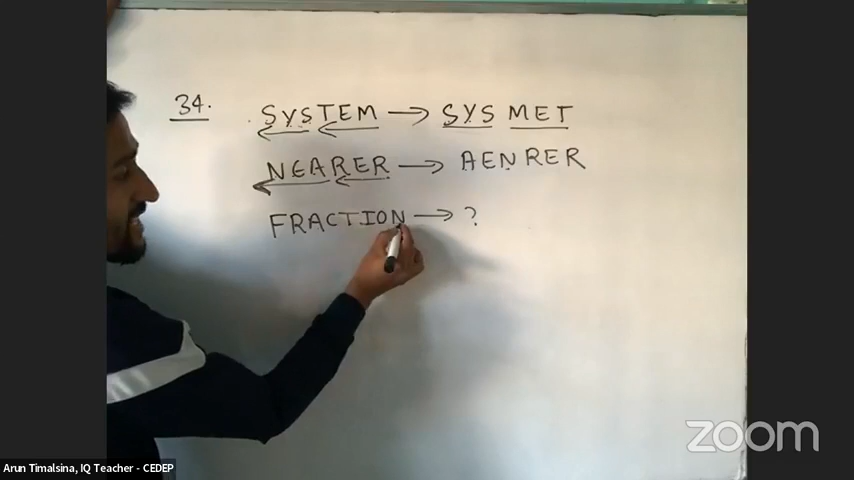 34. SYSTEM → SYS MET
NEARER → AENRER
FRACTION → ?
zoom
Arun Timalsina, IQ Teacher - CEDEP